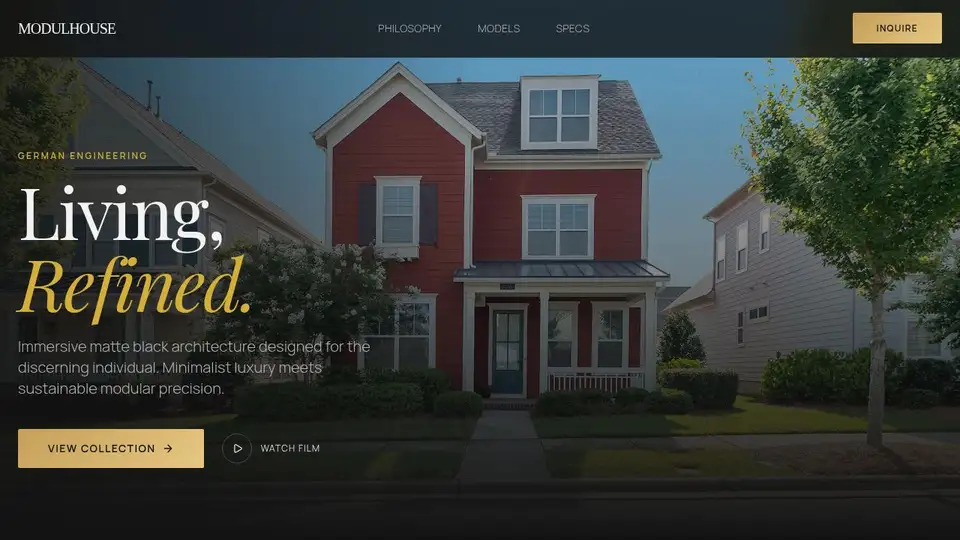 MODULHOUSE
PHILOSOPHY
MODELS
SPECS
INQUIRE
GERMAN ENGINEERING
Living,
Refined.
Immersive matte black architecture designed for the
discerning individual. Minimalist luxury meets
sustainable modular precision.
VIEW COLLECTION →
WATCH FILM